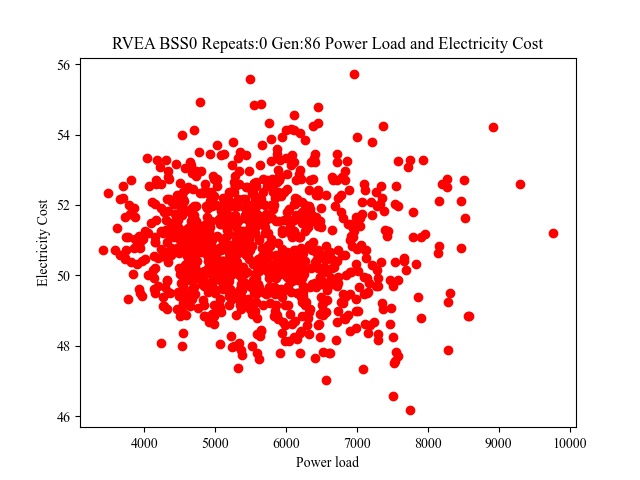 RVEA BSS0 Repeats:0 Gen:86 Power Load and Electricity Cost
56
54
52
50
48
46
Electricity Cost
4000 5000 6000 7000 8000 9000 10000
Power load